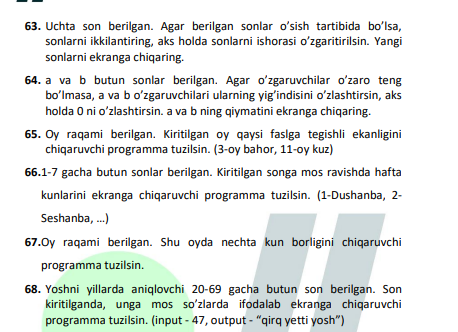 63. Uchta son berilgan. Agar berilgan sonlar o’sish tartibida bo’lsa,
sonlarni ikkilantiring, aks holda sonlarni ishorasi o’zgaritirilsin. Yangi
sonlarni ekranga chiqaring.
64. a va b butun sonlar berilgan. Agar o’zgaruvchilar o’zaro teng
bo’lmasa, a va b o’zgaruvchilari ularning yig’indisini o’zlashtirsin, aks
holda 0 ni o’zlashtirsin. a va b ning qiymatini ekranga chiqaring.
65. Oy raqami berilgan. Kiritilgan oy qaysi faslga tegishli ekanligini
chiqaruvchi programma tuzilsin. (3-oy bahor, 11-oy kuz)
66.1-7 gacha butun sonlar berilgan. Kiritilgan songa mos ravishda hafta
kunlarini ekranga chiqaruvchi programma tuzilsin. (1-Dushanba, 2-
Seshanba, ...)
67.Oy raqami berilgan. Shu oyda nechta kun borligini chiqaruvchi
programma tuzilsin.
68. Yoshni yillarda aniqlovchi 20-69 gacha butun son berilgan. Son
kiritilganda, unga mos so’zlarda ifodalab ekranga chiqaruvchi
programma tuzilsin. (input - 47, output - “qirq yetti yosh”)